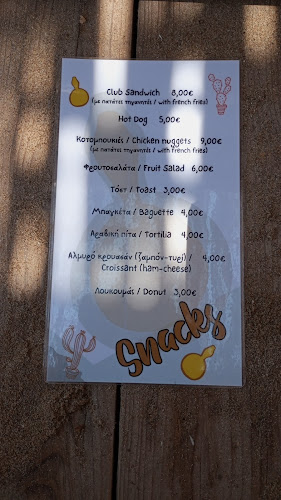 Club Sandwich 8,00€
(με πατάτες τηγανητές / with french fries)
Hot Dog 5,00€
Κοτομπουκιές / Chicken nuggets 9,00€
(με πατάτες τηγανητές / with french fries)
Φρουτοσαλάτα / Fruit Salad 6,00€
Τόστ / Toast 3,00€
Μπαγκέτα / Baguette 4,00€
Αραβική πίτα / Tortilia 4,00€
Αλμυρό κρουασάν (ζαμπόν-τυρί) / 4,00€
Croissant (ham-cheese)
Λουκουμάς / Donut 3,00€
Snacks